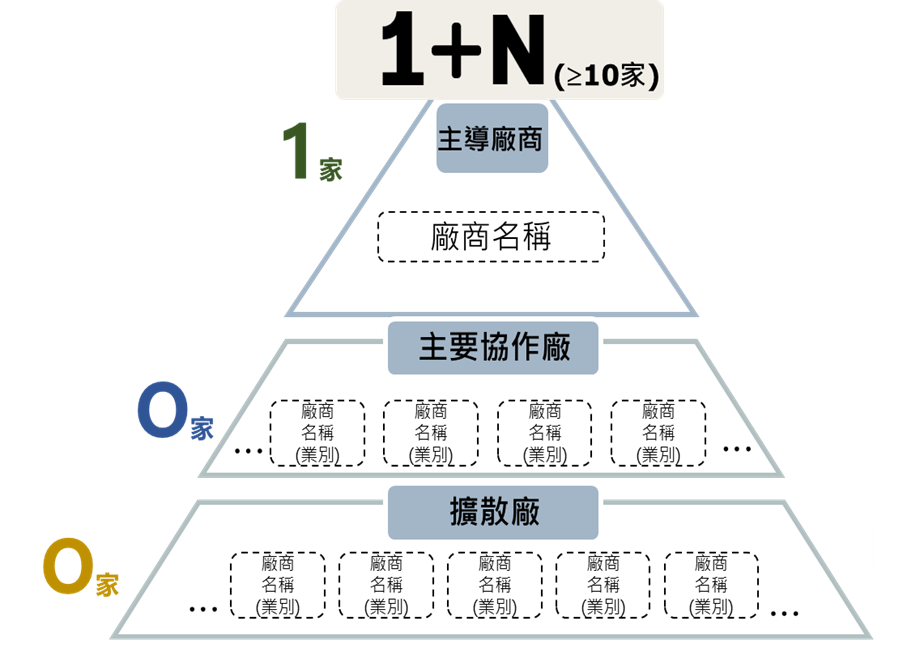 1+N(≥10家)
主導廠商
1家
廠商名稱
主要協作廠
O家
…
廠商
名稱
(業別)
廠商
名稱
(業別)
廠商
名稱
(業別)
廠商
名稱
(業別)
…
擴散廠
O家
…
廠商
名稱
(業別)
廠商
名稱
(業別)
廠商
名稱
(業別)
廠商
名稱
(業別)
廠商
名稱
(業別)
…